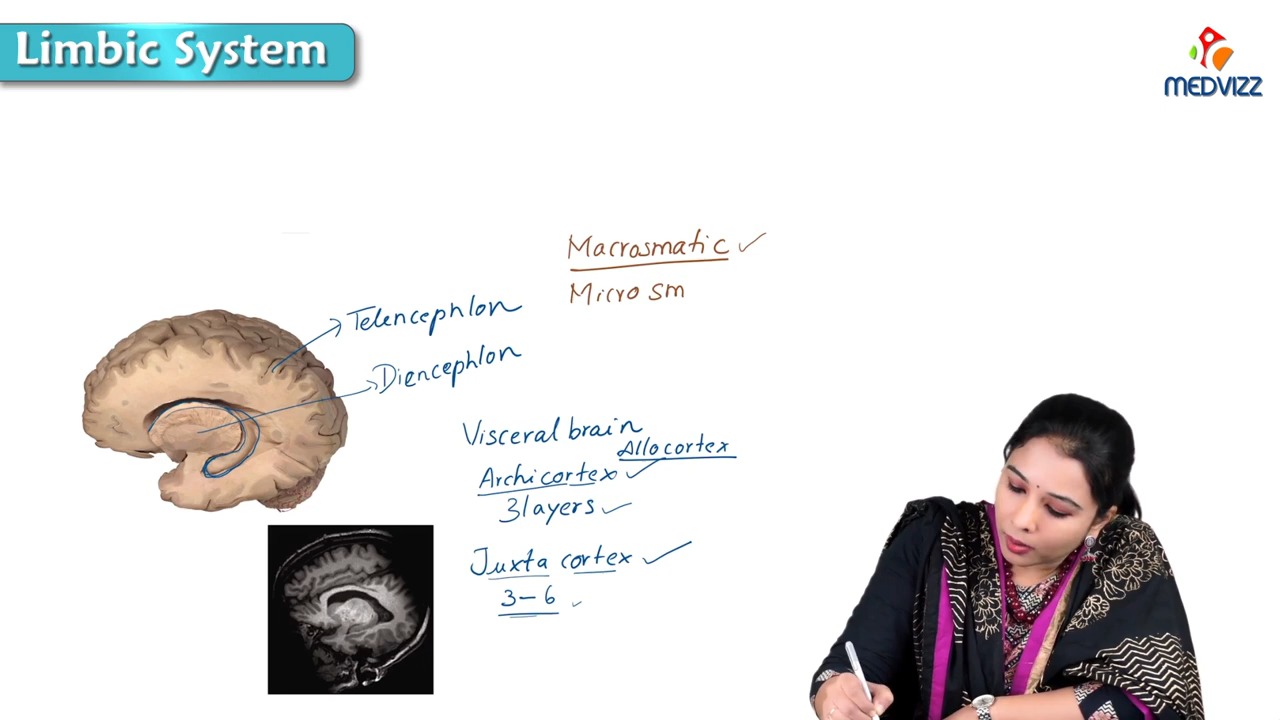 Limbic System
MEDVIZZ
Macrosmatic
Micro sm
Telencephlon
Diencephlon
Visceral brain
Allocortex
Archicortex
3 layers
Juxta cortex
3-6